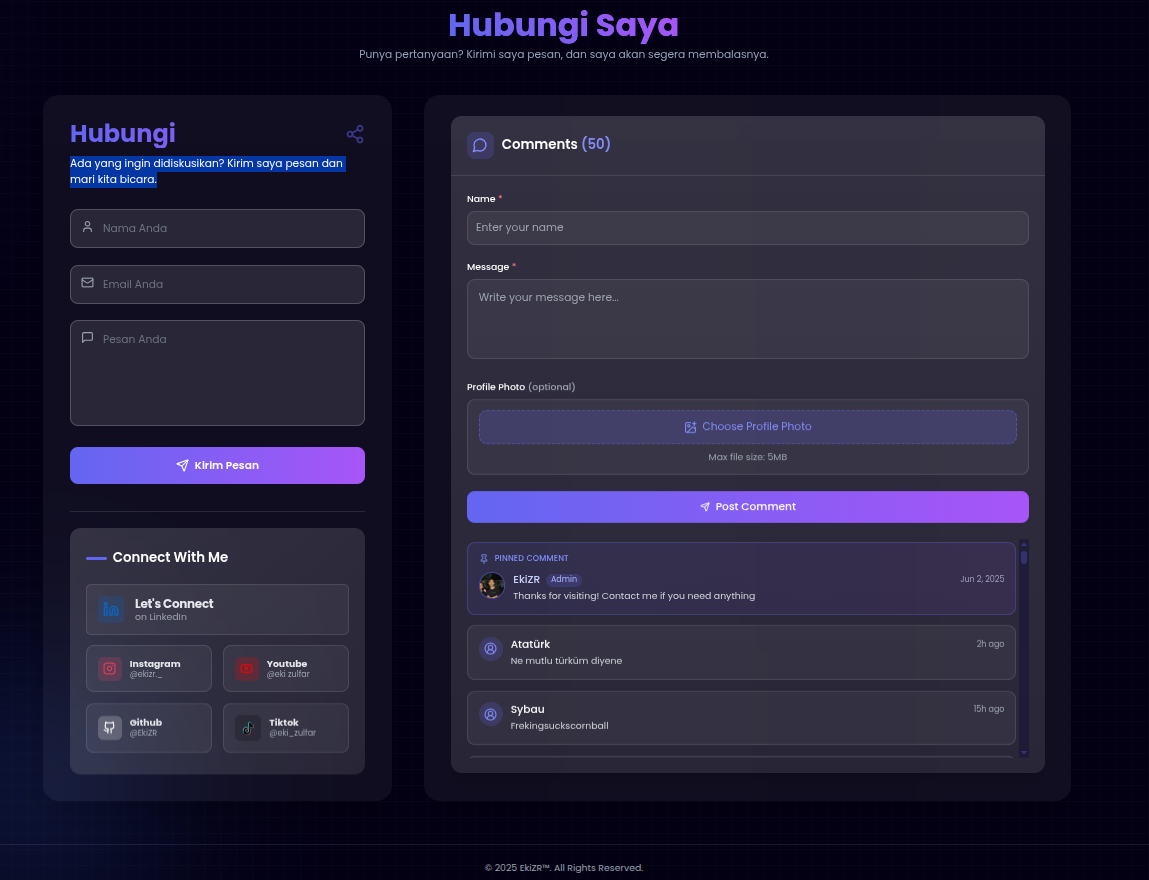 Hubungi Saya
Punya pertanyaan? Kirimi saya pesan, dan saya akan segera membalasnya.
Hubungi
Ada yang ingin didiskusikan? Kirim saya pesan dan
mari kita bicara.
Nama Anda
Email Anda
Pesan Anda
Kirim Pesan
Connect With Me
Let's Connect
on LinkedIn
Instagram
@ekizr._
Youtube
@eki zulfar
Github
@EkiZR
Tiktok
@eki_zulfar
Comments (50)
Name *
Enter your name
Message *
Write your message here...
Profile Photo (optional)
Choose Profile Photo
Max file size: 5MB
Post Comment
PINNED COMMENT
EkiZR Admin Jun 2, 2025
Thanks for visiting! Contact me if you need anything
Atatürk 2h ago
Ne mutlu türküm diyene
Sybau 15h ago
Frekingsuckscornball
© 2025 EkiZR™. All Rights Reserved.